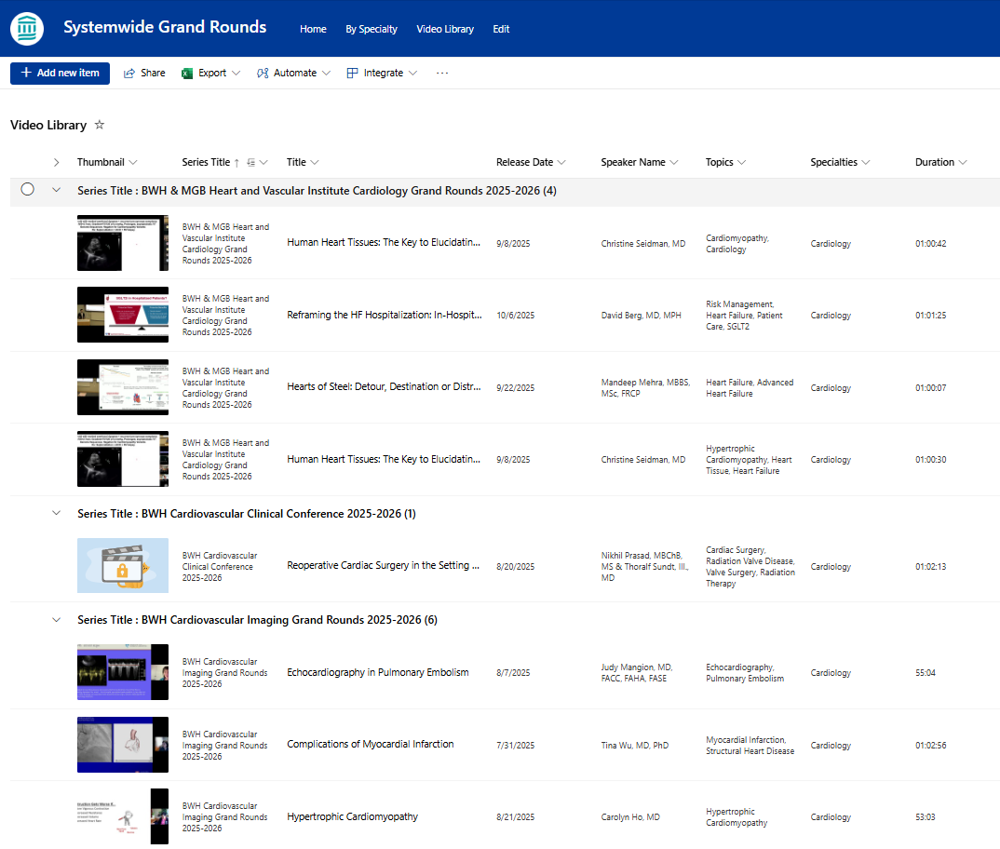 Systemwide Grand Rounds
Home By Specialty Video Library Edit
Add new item Share Export Automate Integrate ...
Video Library
Thumbnail Series Title Title Release Date Speaker Name Topics Specialties Duration
Series Title : BWH & MGB Heart and Vascular Institute Cardiology Grand Rounds 2025-2026 (4)
BWH & MGB Heart and
Vascular Institute
Cardiology Grand
Rounds 2025-2026
Human Heart Tissues: The Key to Elucidatin...
9/8/2025
Christine Seidman, MD
Cardiomyopathy,
Cardiology
Cardiology
01:00:42
BWH & MGB Heart and
Vascular Institute
Cardiology Grand
Rounds 2025-2026
Reframing the HF Hospitalization: In-Hospit...
10/6/2025
David Berg, MD, MPH
Risk Management,
Heart Failure, Patient
Care, SGLT2
Cardiology
01:01:25
BWH & MGB Heart and
Vascular Institute
Cardiology Grand
Rounds 2025-2026
Hearts of Steel: Detour, Destination or Distr...
9/22/2025
Mandeep Mehra, MBBS,
MSc, FRCP
Heart Failure, Advanced
Heart Failure
Cardiology
01:00:07
BWH & MGB Heart and
Vascular Institute
Cardiology Grand
Rounds 2025-2026
Human Heart Tissues: The Key to Elucidatin...
9/8/2025
Christine Seidman, MD
Hypertrophic
Cardiomyopathy, Heart
Tissue, Heart Failure
Cardiology
01:00:30
Series Title : BWH Cardiovascular Clinical Conference 2025-2026 (1)
BWH Cardiovascular
Clinical Conference
2025-2026
Reoperative Cardiac Surgery in the Setting ...
8/20/2025
Nikhil Prasad, MBChB,
MS & Thoralf Sundt, III.,
MD
Cardiac Surgery,
Radiation Valve Disease,
Valve Surgery, Radiation
Therapy
Cardiology
01:02:13
Series Title : BWH Cardiovascular Imaging Grand Rounds 2025-2026 (6)
BWH Cardiovascular
Imaging Grand Rounds
2025-2026
Echocardiography in Pulmonary Embolism
8/7/2025
Judy Mangion, MD,
FACC, FAHA, FASE
Echocardiography,
Pulmonary Embolism
Cardiology
55:04
BWH Cardiovascular
Imaging Grand Rounds
2025-2026
Complications of Myocardial Infarction
7/31/2025
Tina Wu, MD, PhD
Myocardial Infarction,
Structural Heart Disease
Cardiology
01:02:56
BWH Cardiovascular
Imaging Grand Rounds
2025-2026
Hypertrophic Cardiomyopathy
8/21/2025
Carolyn Ho, MD
Hypertrophic
Cardiomyopathy
Cardiology
53:03